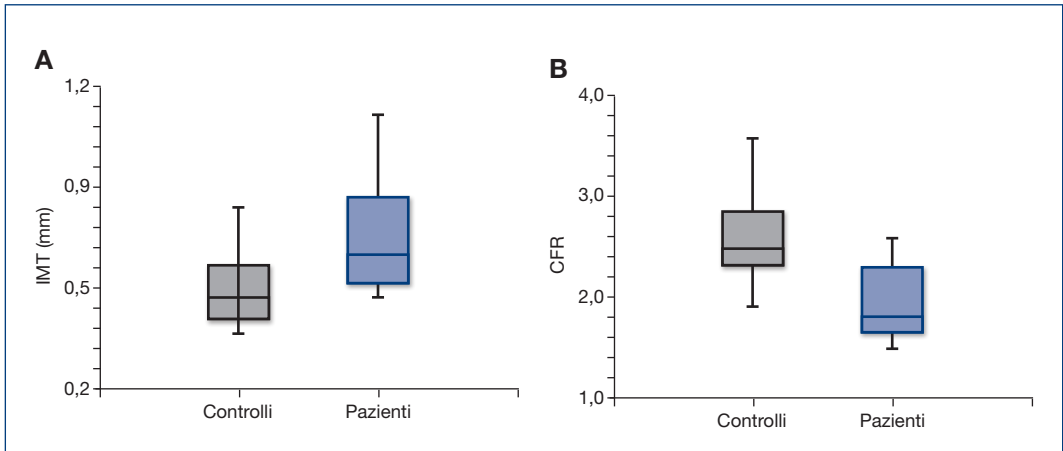 A
1,2
0,9
0,5
0,2
IMT (mm)
Controlli
Pazienti
B
4,0
3,0
2,0
1,0
CFR
Controlli
Pazienti